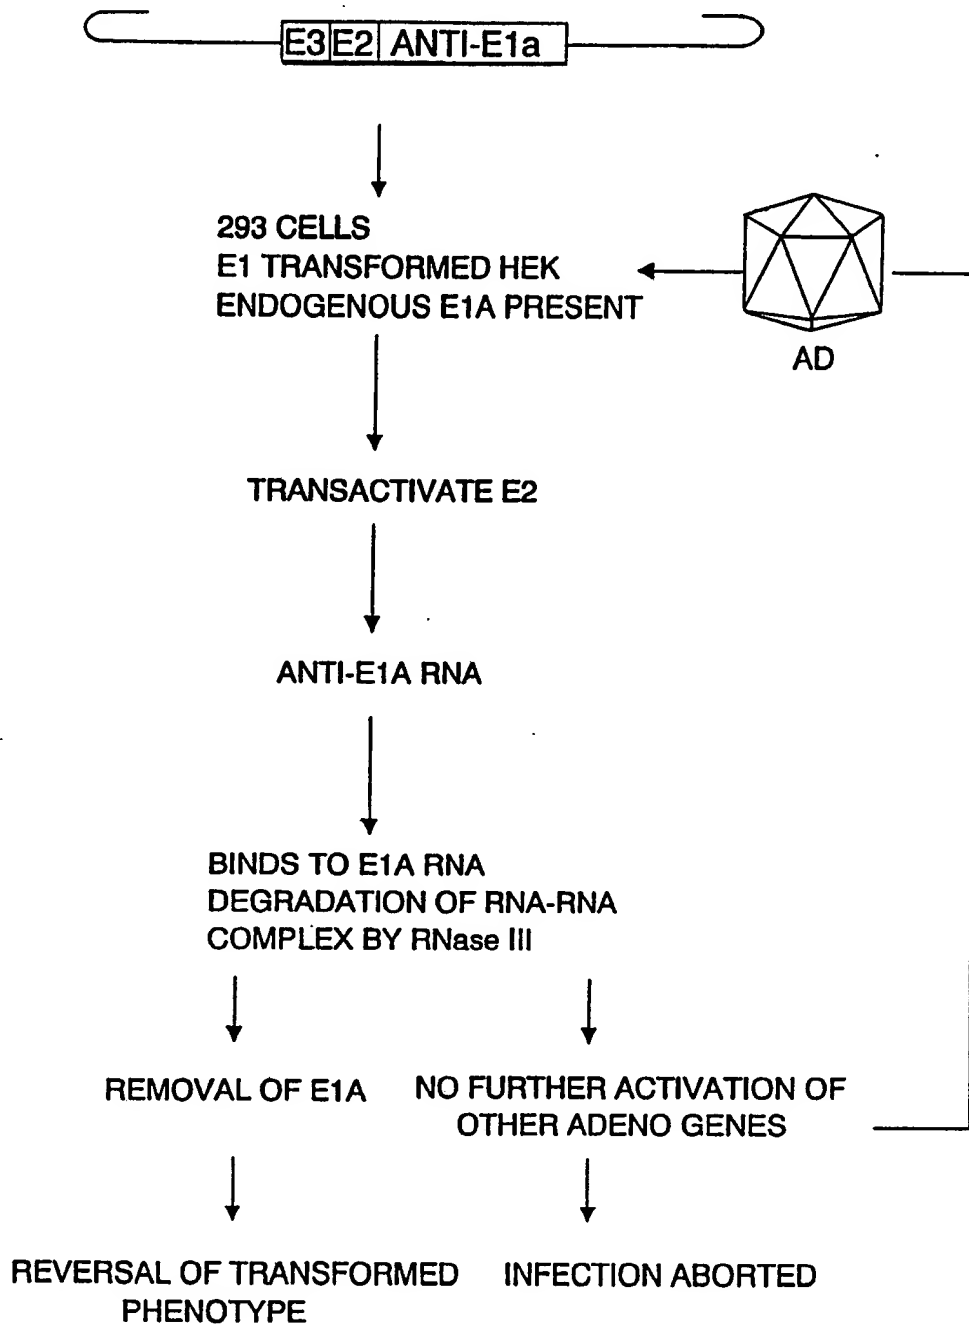 E3 E2 ANTI-E1a
293 CELLS
E1 TRANSFORMED HEK
ENDOGENOUS E1A PRESENT
AD
TRANSACTIVATE E2
ANTI-E1A RNA
BINDS TO E1A RNA
DEGRADATION OF RNA-RNA
COMPLEX BY RNase III
REMOVAL OF E1A
NO FURTHER ACTIVATION OF
OTHER ADENO GENES
REVERSAL OF TRANSFORMED
PHENOTYPE
INFECTION ABORTED